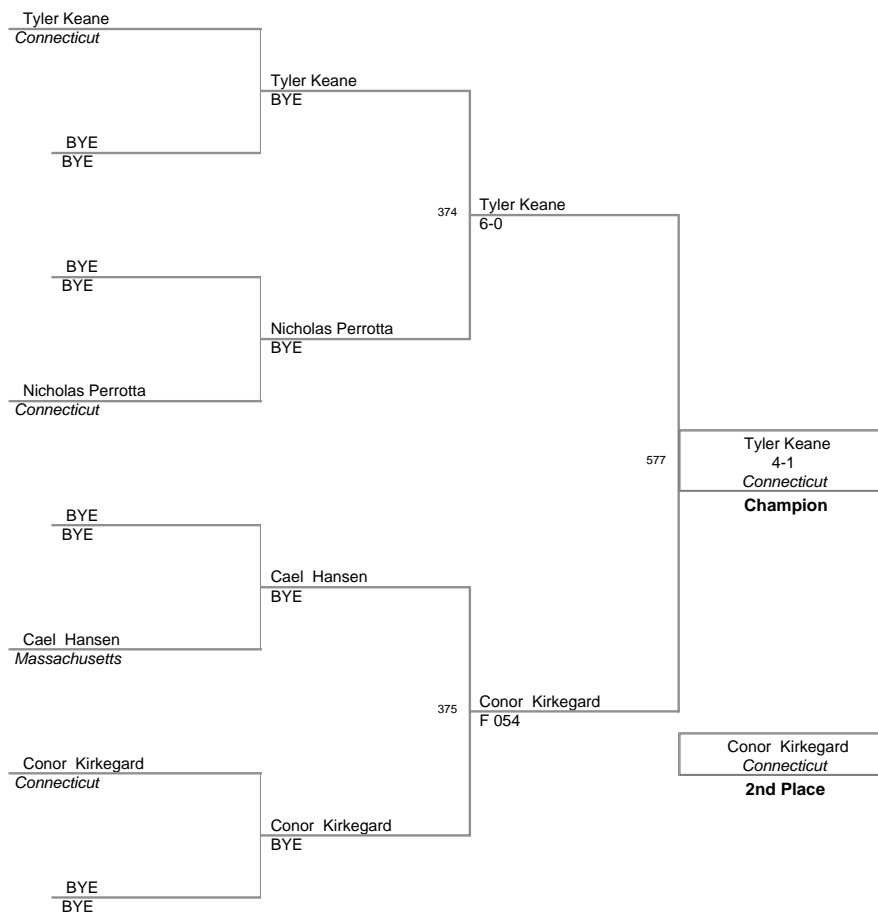 Tyler Keane
Connecticut
Tyler Keane
BYE
BYE
BYE
374
Tyler Keane
6-0
BYE
BYE
Nicholas Perrotta
BYE
Nicholas Perrotta
Connecticut
577
Tyler Keane
4-1
Connecticut
Champion
BYE
BYE
Cael Hansen
BYE
Cael Hansen
Massachusetts
375
Conor Kirkegard
F 054
Conor Kirkegard
Connecticut
2nd Place
Conor Kirkegard
Connecticut
Conor Kirkegard
BYE
BYE
BYE